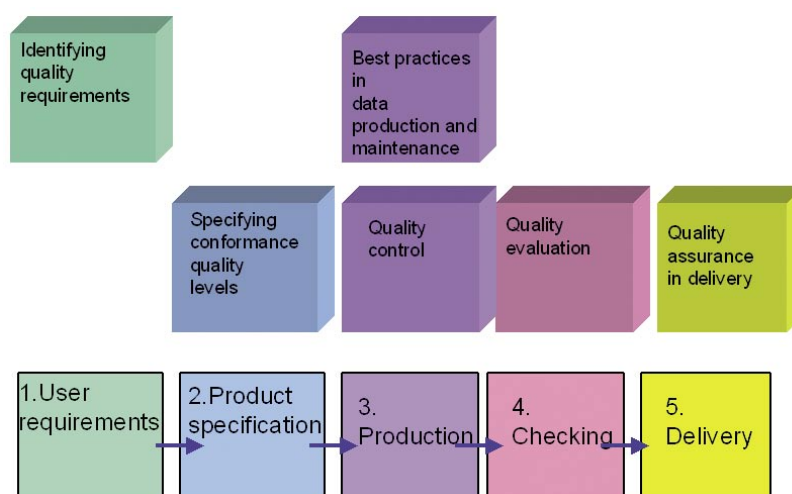 Identifying
quality
requirements
Best practices
in
data
production and
maintenance
Specifying
conformance
quality
levels
Quality
control
Quality
evaluation
Quality
assurance
in delivery
1.User
requirements
2.Product
specification
3.
Production
4.
Checking
5.
Delivery